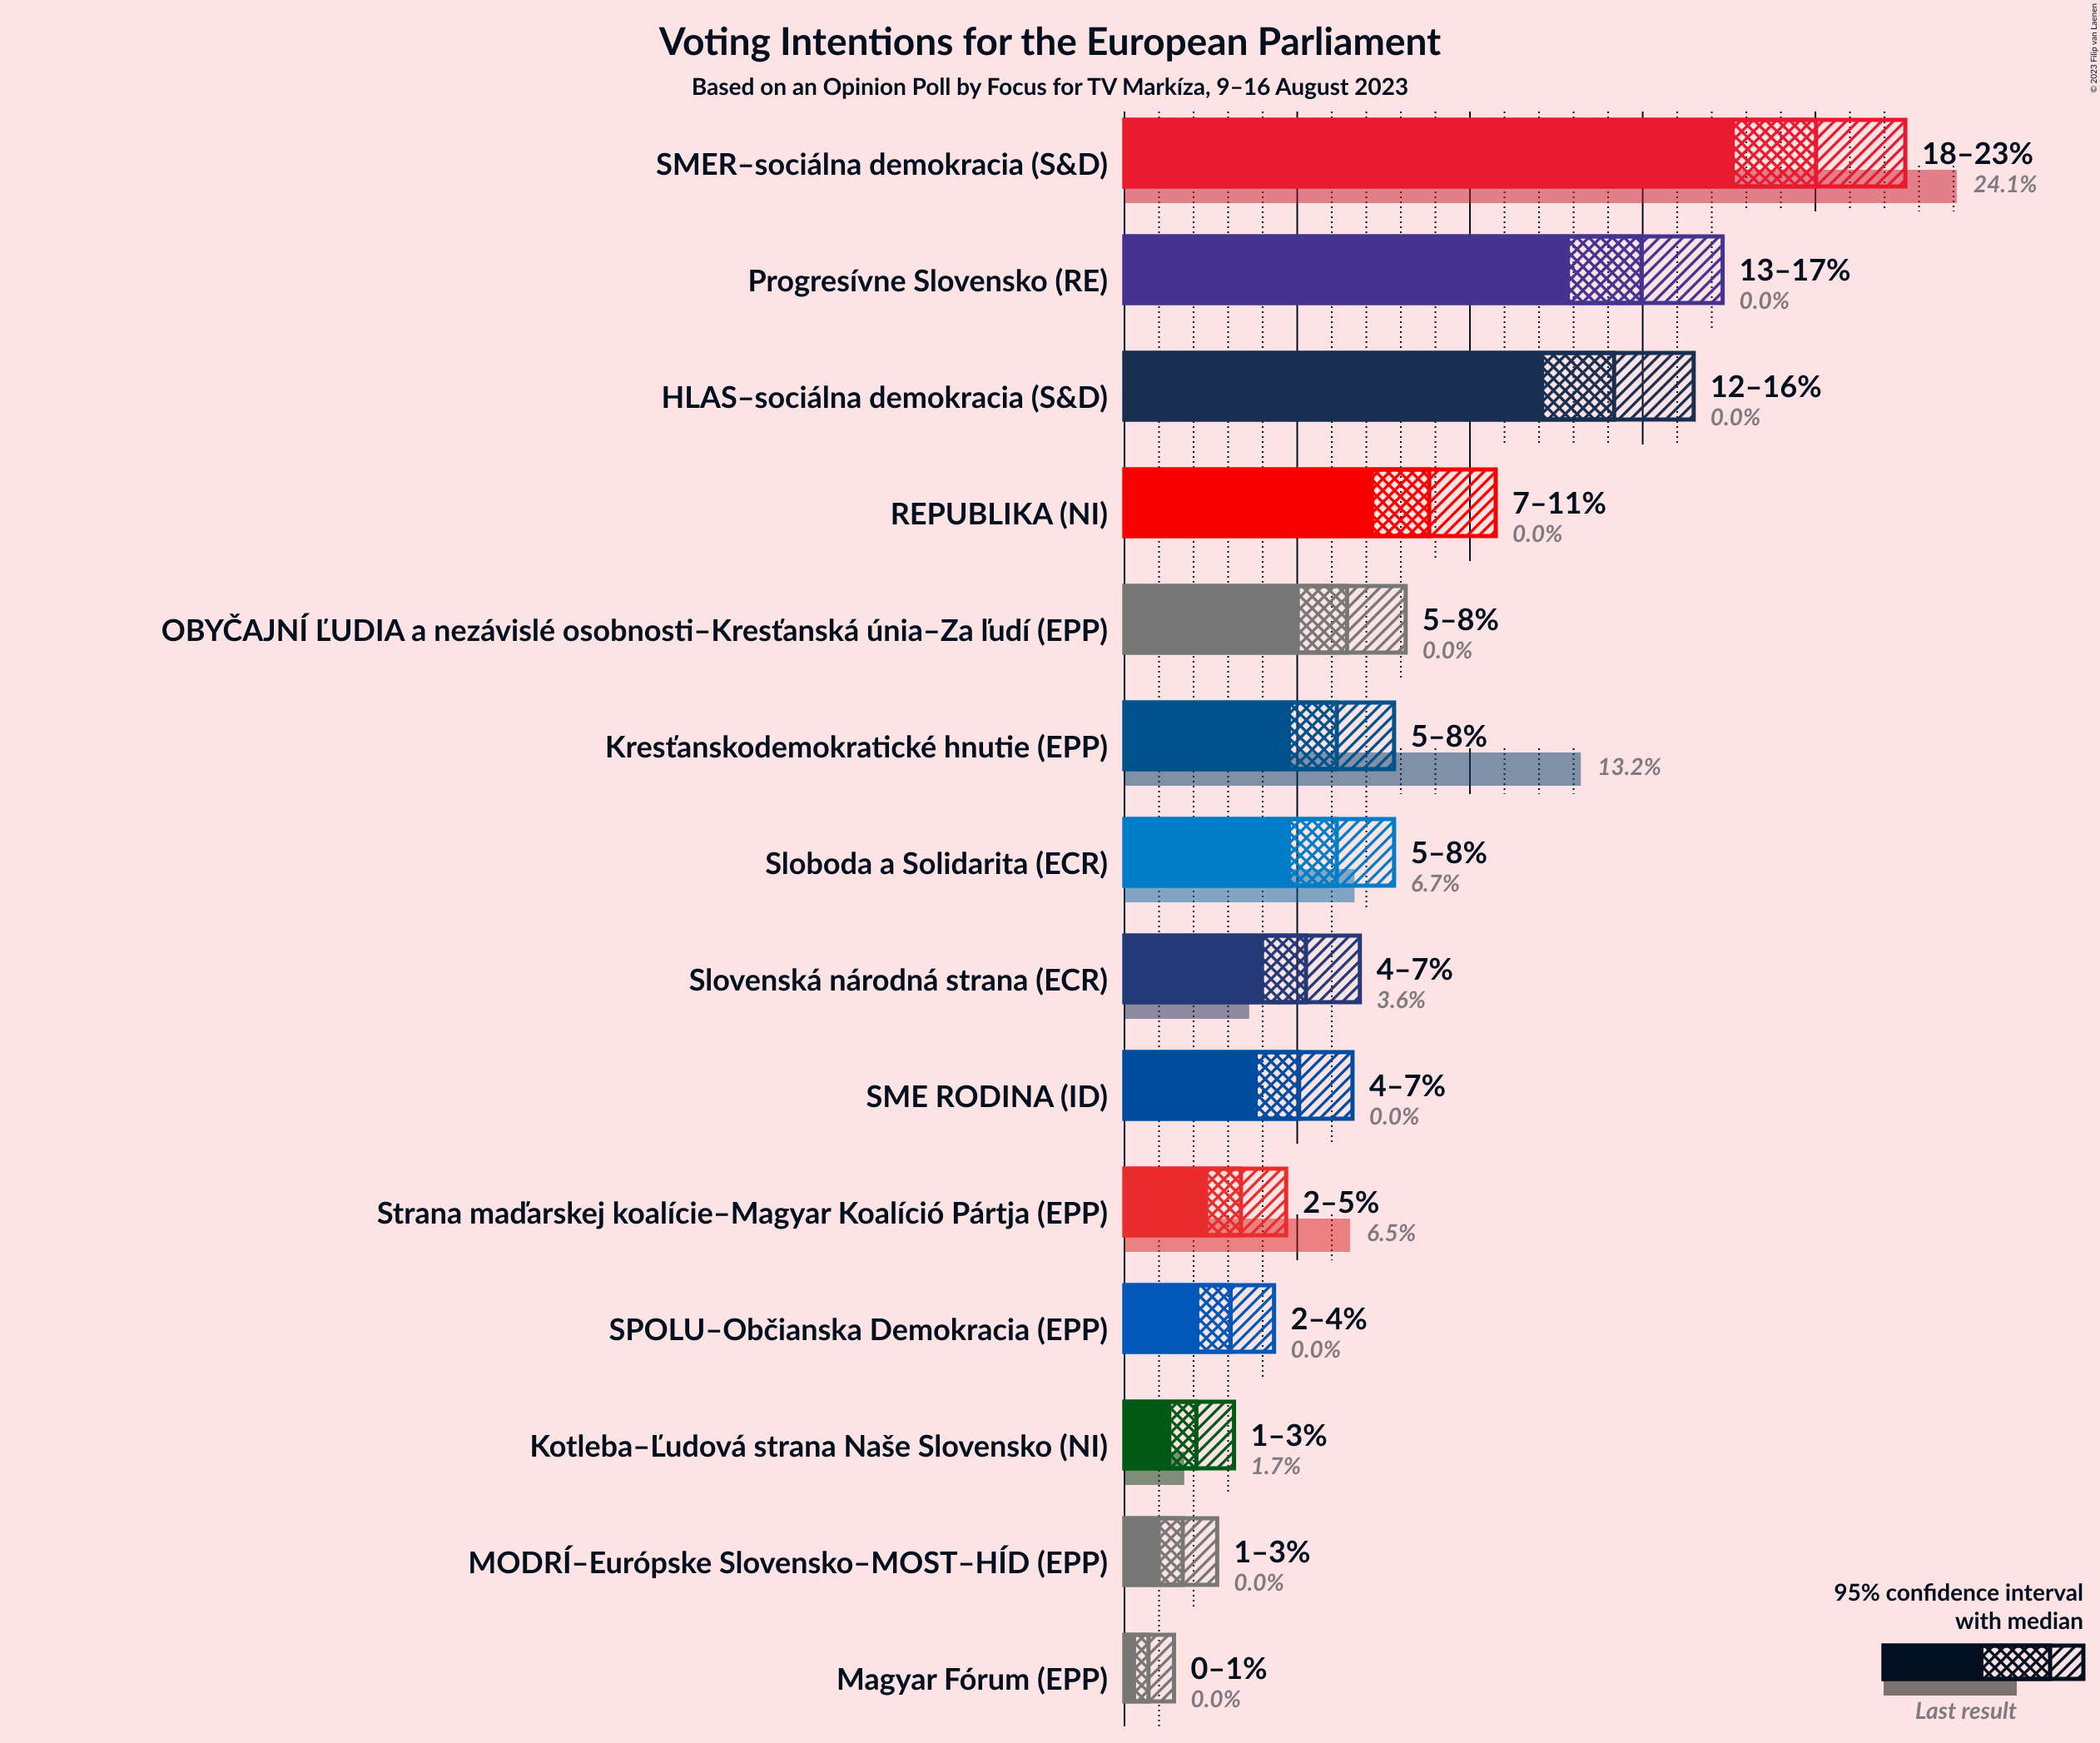 © 2023 Filip van Laenen
Voting Intentions for the European Parliament
Based on an Opinion Poll by Focus for TV Markíza, 9–16 August 2023
SMER–sociálna demokracia (S&D)
18–23%
24.1%
Progresívne Slovensko (RE)
13–17%
0.0%
HLAS–sociálna demokracia (S&D)
12–16%
0.0%
REPUBLIKA (NI)
7–11%
0.0%
OBYČAJNÍ ĽUDIA a nezávislé osobnosti–Kresťanská únia–Za ľudí (EPP)
5–8%
0.0%
Kresťanskodemokratické hnutie (EPP)
5–8%
13.2%
Sloboda a Solidarita (ECR)
5–8%
6.7%
Slovenská národná strana (ECR)
4–7%
3.6%
SME RODINA (ID)
4–7%
0.0%
Strana maďarskej koalície–Magyar Koalíció Pártja (EPP)
2–5%
6.5%
SPOLU–Občianska Demokracia (EPP)
2–4%
0.0%
Kotleba–Ľudová strana Naše Slovensko (NI)
1–3%
1.7%
MODRÍ–Európske Slovensko–MOST–HÍD (EPP)
1–3%
0.0%
Magyar Fórum (EPP)
0–1%
0.0%
95% confidence interval
with median
Last result